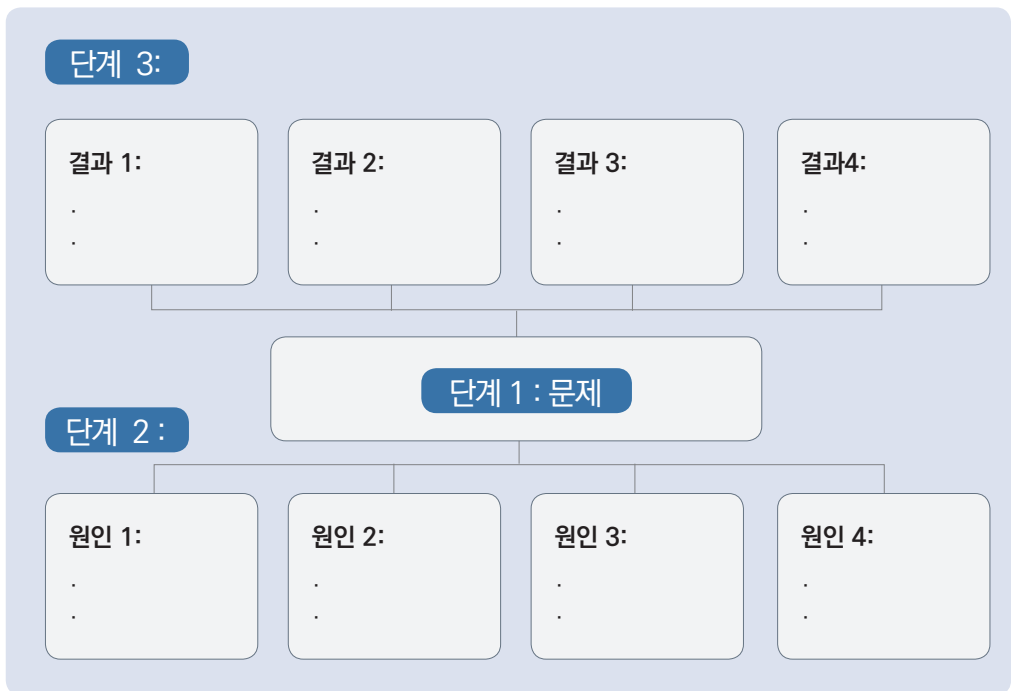 단계 3:
결과 1:
.
.
결과 2:
.
.
결과 3:
.
.
결과4:
.
.
단계 1 : 문제
단계 2 :
원인 1:
.
.
원인 2:
.
.
원인 3:
.
.
원인 4:
.
.